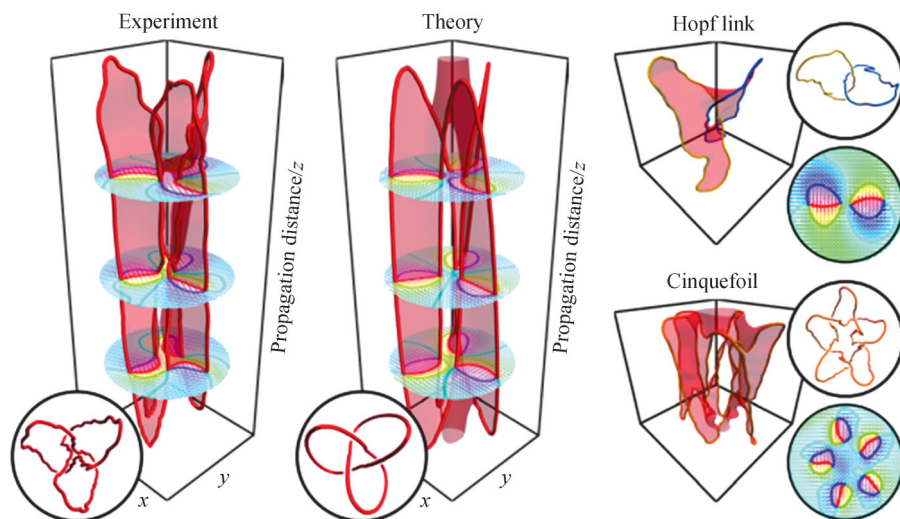 Experiment
Theory
Hopf link
Propagation distance/z
Propagation distance/z
Cinquefoil
x
y
x
y